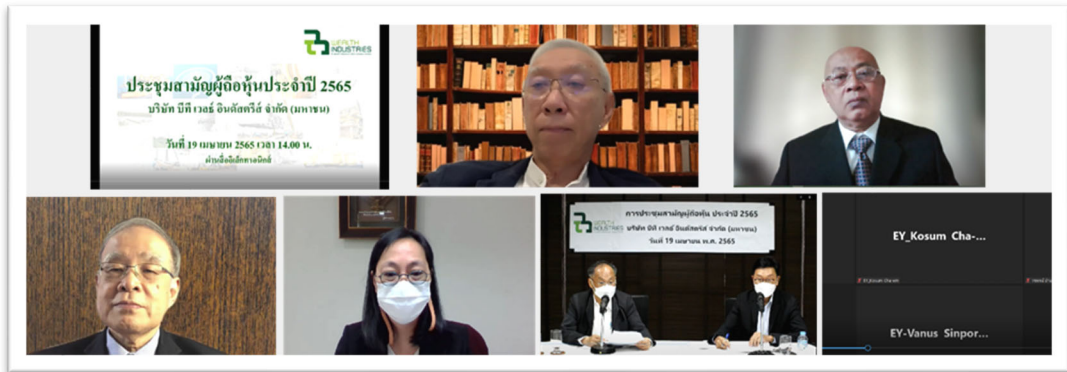 WEALTH
INDUSTRIES
ประชุมสามัญผู้ถือหุ้นประจำปี 2565
บริษัท บีที เวลธ์ อินดัสตรีส์ จำกัด (มหาชน)
วันที่ 19 เมษายน 2565 เวลา 14.00 น.
ผ่านสื่ออิเล็กทรอนิกส์
การประชุมสามัญผู้ถือหุ้น ประจำปี 2565
WEALTH
INDUSTRIES
บริษัท บีที เวลธ์ อินดัสตรีส์ จำกัด (มหาชน)
วันที่ 19 เมษายน พ.ศ. 2565
EY_Kosum Cha-...
EY_Kosum Cha-em
EY-Vanus Sinpor...